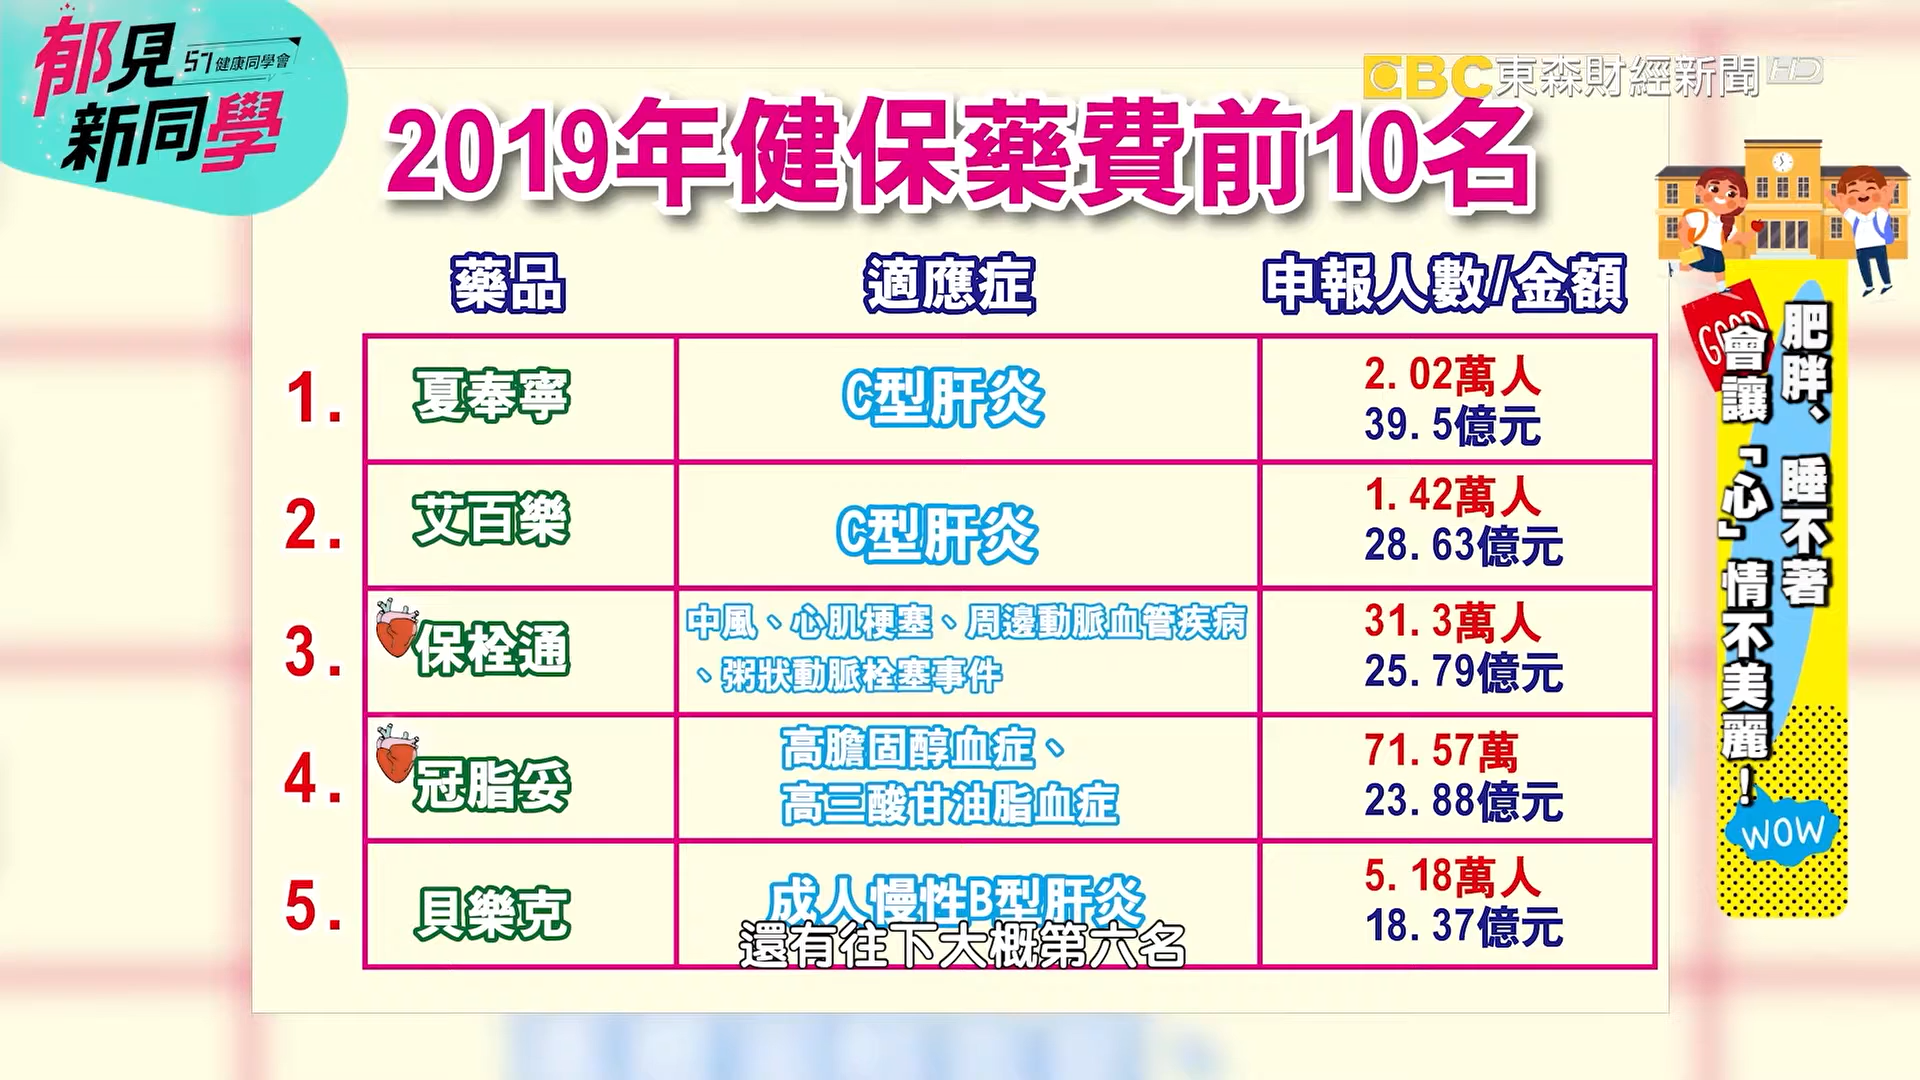 郁見
57健康同學會
新同學
EBC東森財經新聞HD
2019年健保藥費前10名
藥品 適應症 申報人數/金額
1. 夏奉寧 C型肝炎 2.02萬人
39.5億元
2. 艾百樂 C型肝炎 1.42萬人
28.63億元
3. 保栓通 中風、心肌梗塞、周邊動脈血管疾病
、粥狀動脈栓塞事件
31.3萬人
25.79億元
4. 冠脂妥 高膽固醇血症、
高三酸甘油脂血症
71.57萬
23.88億元
5. 貝樂克 成人慢性B型肝炎 5.18萬人
18.37億元
還有往下大概第六名
GOOD
肥胖、睡不著
會讓「心」情不美麗!
WOW